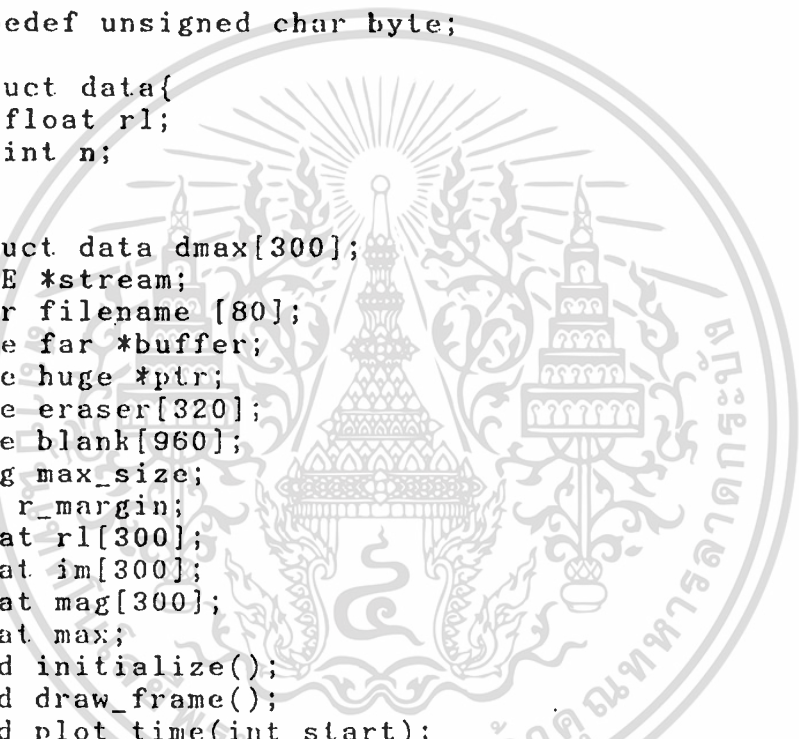 edef unsigned char byte;
uct data{
float rl;
int n;
uct data dmax[300];
E *stream;
r filename [80];
e far *buffer;
e huge *ptr;
e eraser[320];
e blank[960];
g max_size;
r_margin;
at rl[300];
at im[300];
at mag[300];
at max;
d initialize();
d draw_frame();
d plot_time(int start);